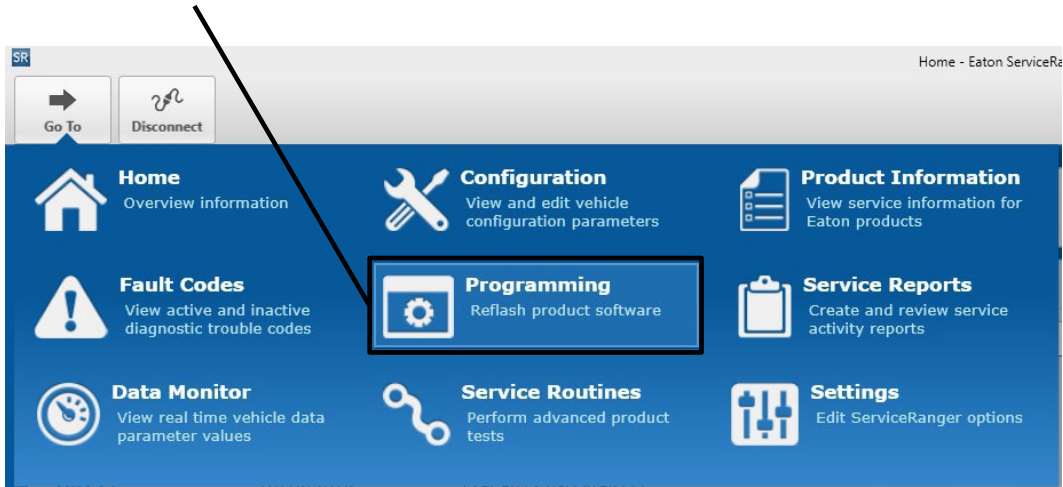 SR
Home - Eaton ServiceRa
Go To
Disconnect
Home
Overview information
Configuration
View and edit vehicle
configuration parameters
Product Information
View service information for
Eaton products
Fault Codes
View active and inactive
diagnostic trouble codes
Programming
Reflash product software
Service Reports
Create and review service
activity reports
Data Monitor
View real time vehicle data
parameter values
Service Routines
Perform advanced product
tests
Settings
Edit ServiceRanger options